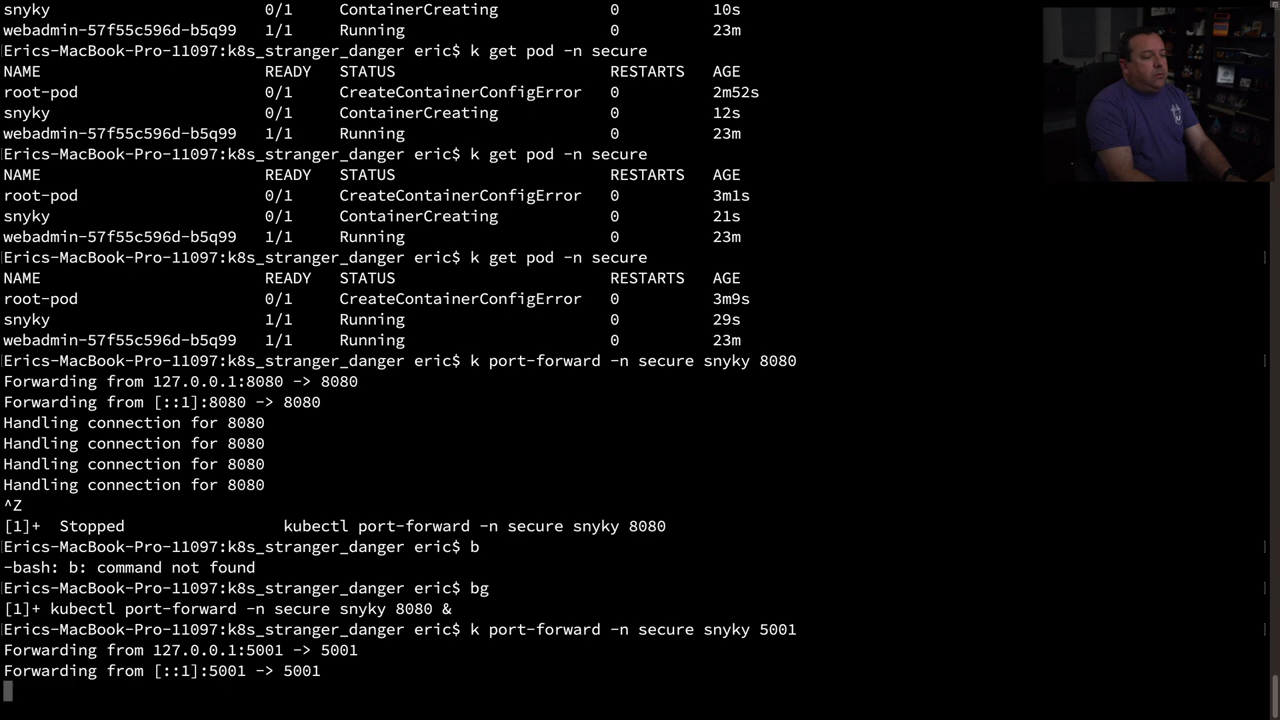 snyky 0/1 ContainerCreating 0 10s
webadmin-57f55c596d-b5q99 1/1 Running 0 23m
Erics-MacBook-Pro-11097:k8s_stranger_danger eric$ k get pod -n secure
NAME READY STATUS RESTARTS AGE
root-pod 0/1 CreateContainerConfigError 0 2m52s
snyky 0/1 ContainerCreating 0 12s
webadmin-57f55c596d-b5q99 1/1 Running 0 23m
Erics-MacBook-Pro-11097:k8s_stranger_danger eric$ k get pod -n secure
NAME READY STATUS RESTARTS AGE
root-pod 0/1 CreateContainerConfigError 0 3m1s
snyky 0/1 ContainerCreating 0 21s
webadmin-57f55c596d-b5q99 1/1 Running 0 23m
Erics-MacBook-Pro-11097:k8s_stranger_danger eric$ k get pod -n secure
NAME READY STATUS RESTARTS AGE
root-pod 0/1 CreateContainerConfigError 0 3m9s
snyky 1/1 Running 0 29s
webadmin-57f55c596d-b5q99 1/1 Running 0 23m
Erics-MacBook-Pro-11097:k8s_stranger_danger eric$ k port-forward -n secure snyky 8080
Forwarding from 127.0.0.1:8080 -> 8080
Forwarding from [::1]:8080 -> 8080
Handling connection for 8080
Handling connection for 8080
Handling connection for 8080
Handling connection for 8080
^Z
[1]+  Stopped                 kubectl port-forward -n secure snyky 8080
Erics-MacBook-Pro-11097:k8s_stranger_danger eric$ b
-bash: b: command not found
Erics-MacBook-Pro-11097:k8s_stranger_danger eric$ bg
[1]+ kubectl port-forward -n secure snyky 8080 &
Erics-MacBook-Pro-11097:k8s_stranger_danger eric$ k port-forward -n secure snyky 5001
Forwarding from 127.0.0.1:5001 -> 5001
Forwarding from [::1]:5001 -> 5001